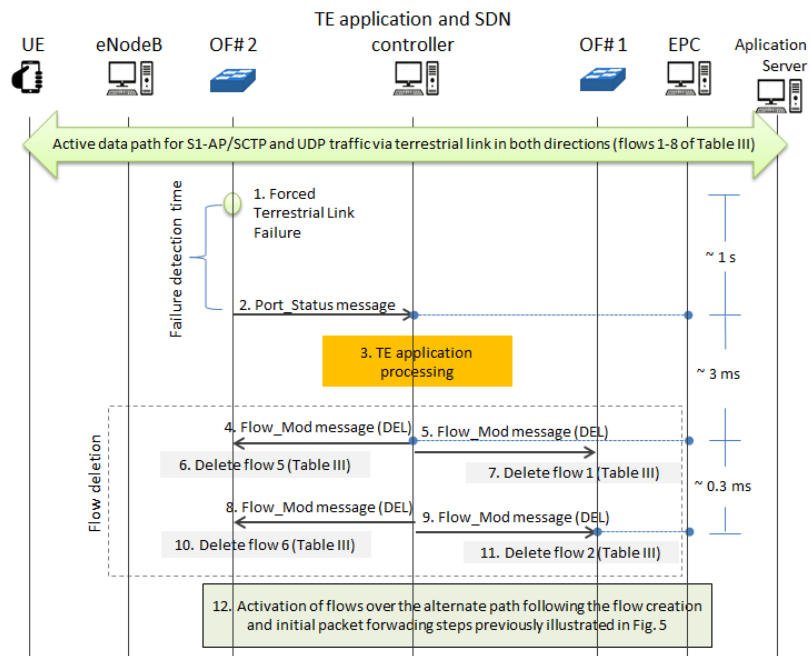 TE application and SDN
controller
UE
eNodeB
OF# 2
OF# 1
EPC
Aplication
Server
Active data path for S1-AP/SCTP and UDP traffic via terrestrial link in both directions (flows 1-8 of Table III)
Failure detection time
1. Forced
Terrestrial Link
Failure
~ 1 s
2. Port_Status message
3. TE application
processing
~ 3 ms
Flow deletion
4. Flow_Mod message (DEL)
5. Flow_Mod message (DEL)
6. Delete flow 5 (Table III)
7. Delete flow 1 (Table III)
~ 0.3 ms
8. Flow_Mod message (DEL)
9. Flow_Mod message (DEL)
10. Delete flow 6 (Table III)
11. Delete flow 2 (Table III)
12. Activation of flows over the alternate path following the flow creation
and initial packet forwading steps previously illustrated in Fig. 5